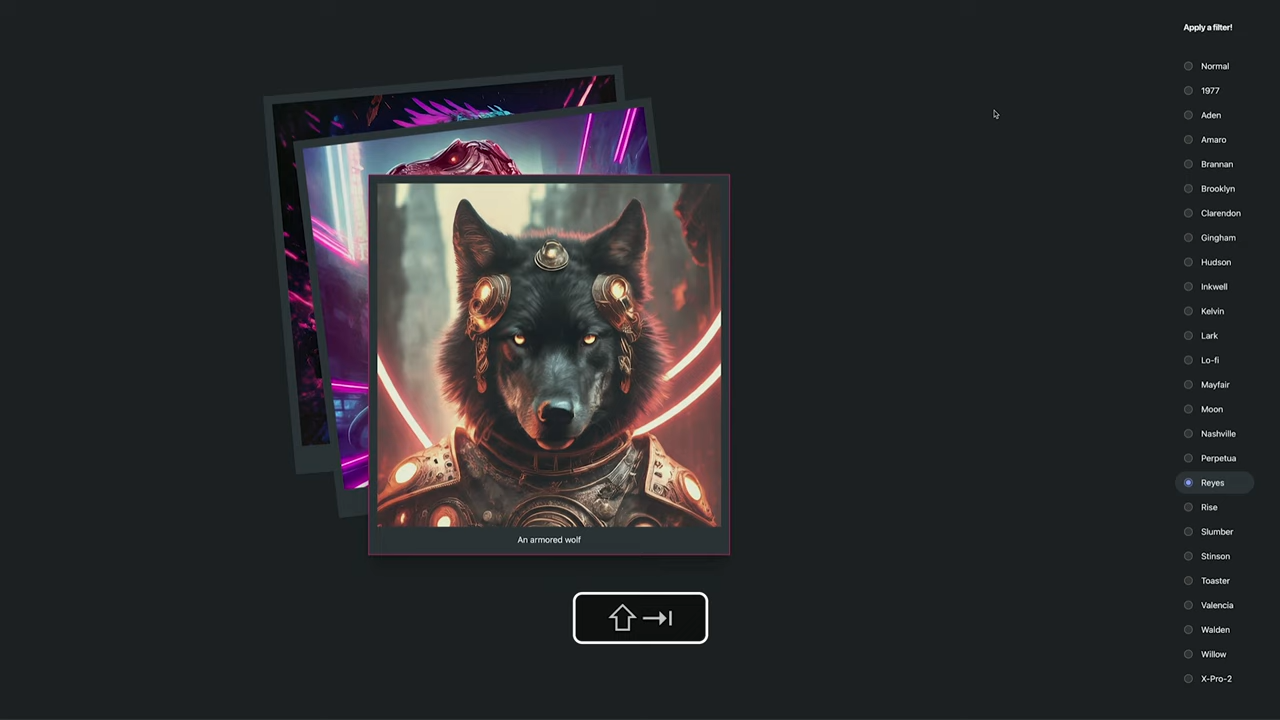 Apply a filter!
Normal
1977
Aden
Amaro
Brannan
Brooklyn
Clarendon
Gingham
Hudson
Inkwell
Kelvin
Lark
Lo-fi
Mayfair
Moon
Nashville
Perpetua
Reyes
Rise
Slumber
Stinson
Toaster
Valencia
Walden
Willow
X-Pro-2
An armored wolf